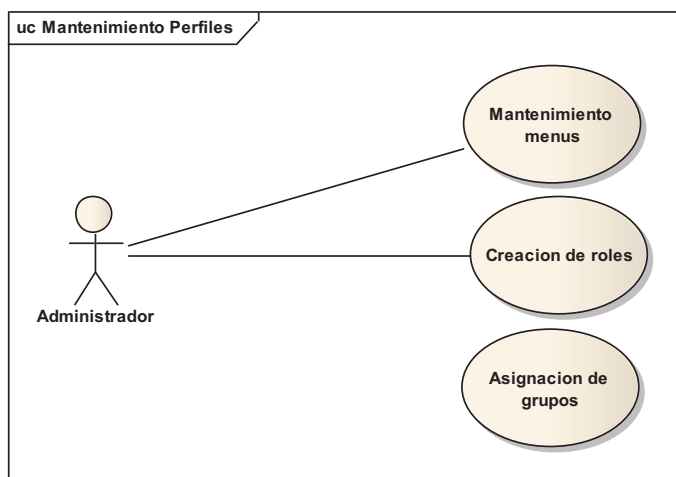 uc Mantenimiento Perfiles
Mantenimiento
menus
Creacion de roles
Administrador
Asignacion de
grupos